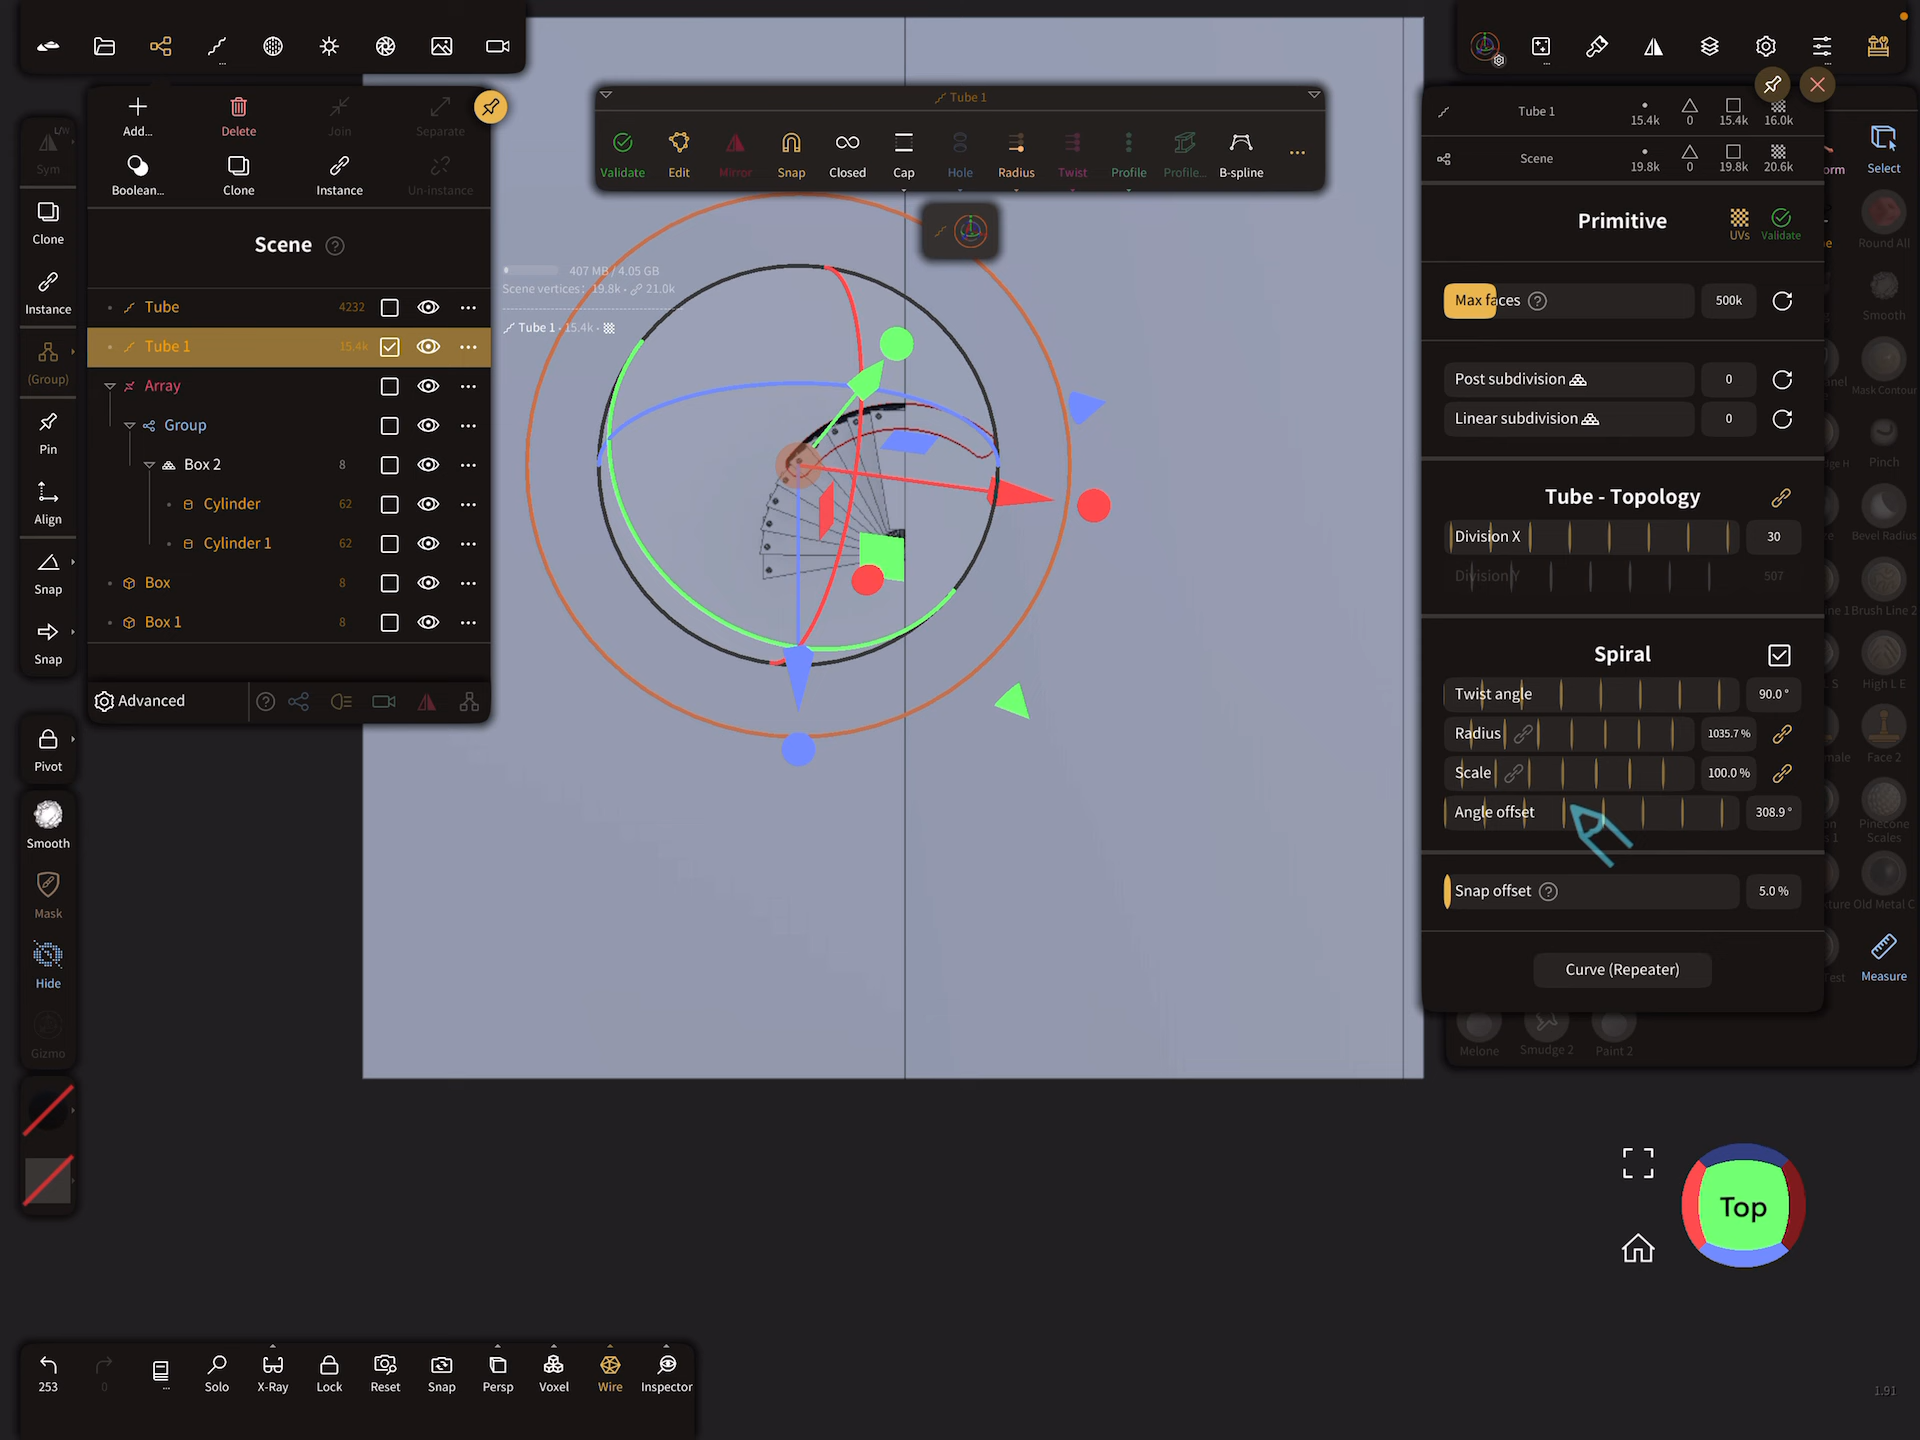 Add...
Delete
Join
Separate
Boolean...
Clone
Instance
Un-instance
Scene
Tube 4232
Tube 1 15.4k
Array
Group
Box 2 8
Cylinder 62
Cylinder 1 62
Box 8
Box 1 8
Advanced
L/W
Sym
Clone
Instance
(Group)
Pin
Align
Snap
Snap
Pivot
Smooth
Mask
Hide
Gizmo
Tube 1
Validate
Edit
Mirror
Snap
Closed
Cap
Hole
Radius
Twist
Profile
Profile...
B-spline
407 MB / 4.05 GB
Scene vertices: 19.8k • 21.0k
Tube 1 • 15.4k •
Tube 1 15.4k 0 15.4k 16.0k
Scene 19.8k 0 19.8k 20.6k
Primitive
UVs
Validate
Max faces 500k
Post subdivision 0
Linear subdivision 0
Tube - Topology
Division X 30
Division Y 507
Spiral
Twist angle 90.0 °
Radius 1035.7 %
Scale 100.0 %
Angle offset 308.9 °
Snap offset 5.0 %
Curve (Repeater)
Select
Round All
Smooth
Mask Contour
Pinch
Bevel Radius
Brush Line 2
High L E
Face 2
Pinecone
Scales
Old Metal C
Measure
Melone
Smudge 2
Paint 2
Top
253
0
Solo
X-Ray
Lock
Reset
Snap
Persp
Voxel
Wire
Inspector
1.91